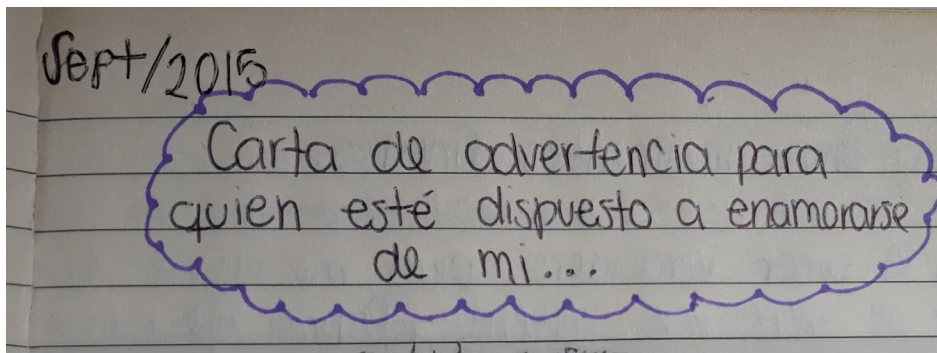 Sept/2015
Carta de advertencia para
quien esté dispuesto a enamorarse
de mi...